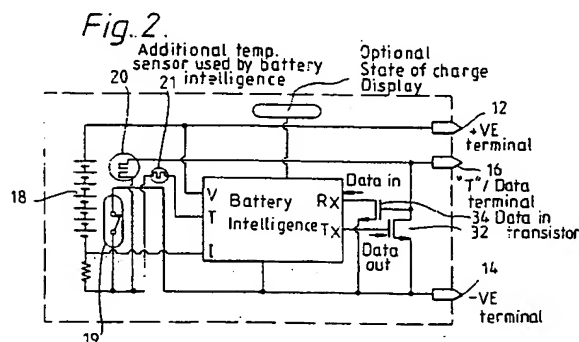 Fig. 2.
Additional temp.
sensor used by battery
intelligence
Optional
State of charge
Display
20
21
12
+VE
terminal
16
"T"/ Data
terminal
18
V
T
I
Battery
Intelligence
Rx
Tx
Data in
Data
out
34 Data in
transistor
32
14
-VE
terminal
19